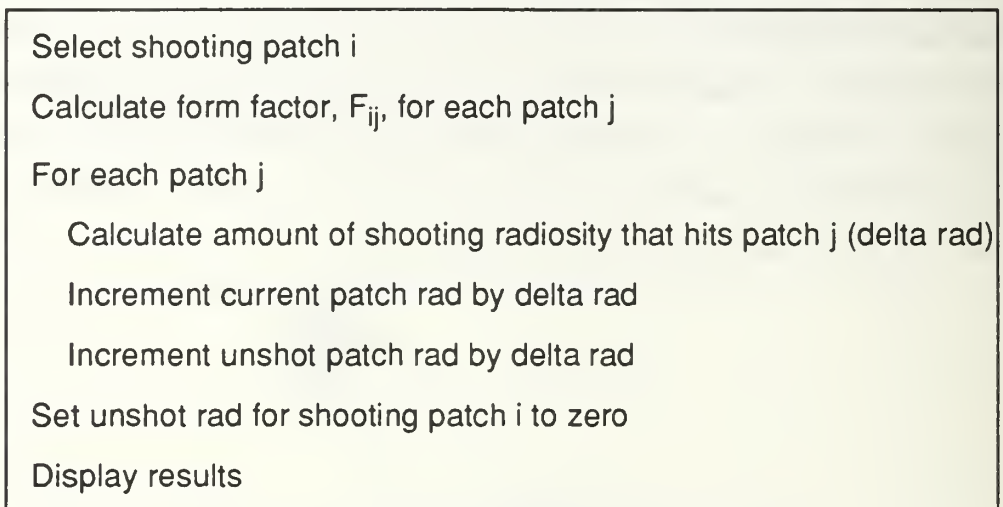 Select shooting patch i
Calculate form factor, Fij, for each patch j
For each patch j
Calculate amount of shooting radiosity that hits patch j (delta rad)
Increment current patch rad by delta rad
Increment unshot patch rad by delta rad
Set unshot rad for shooting patch i to zero
Display results